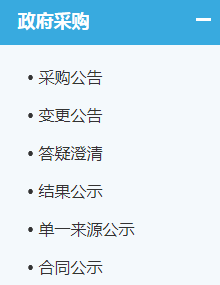 政府采购
• 采购公告
• 变更公告
• 答疑澄清
• 结果公示
• 单一来源公示
• 合同公示